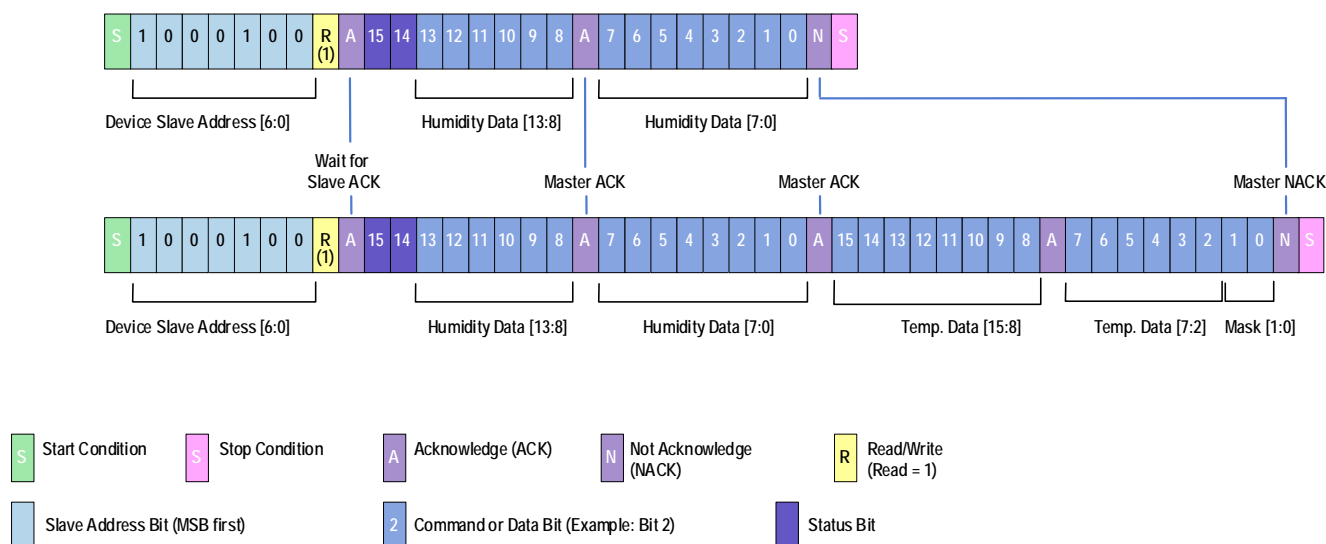 S 1 0 0 0 1 0 0 R (1) A 15 14 13 12 11 10 9 8 A 7 6 5 4 3 2 1 0 N S
Device Slave Address [6:0] Humidity Data [13:8] Humidity Data [7:0]
Wait for
Slave ACK Master ACK Master ACK Master NACK
S 1 0 0 0 1 0 0 R (1) A 15 14 13 12 11 10 9 8 A 7 6 5 4 3 2 1 0 A 15 14 13 12 11 10 9 8 A 7 6 5 4 3 2 1 0 N S
Device Slave Address [6:0] Humidity Data [13:8] Humidity Data [7:0] Temp. Data [15:8] Temp. Data [7:2] Mask [1:0]
S Start Condition S Stop Condition A Acknowledge (ACK) N Not Acknowledge (NACK) R Read/Write (Read = 1)
Slave Address Bit (MSB first) 2 Command or Data Bit (Example: Bit 2) Status Bit